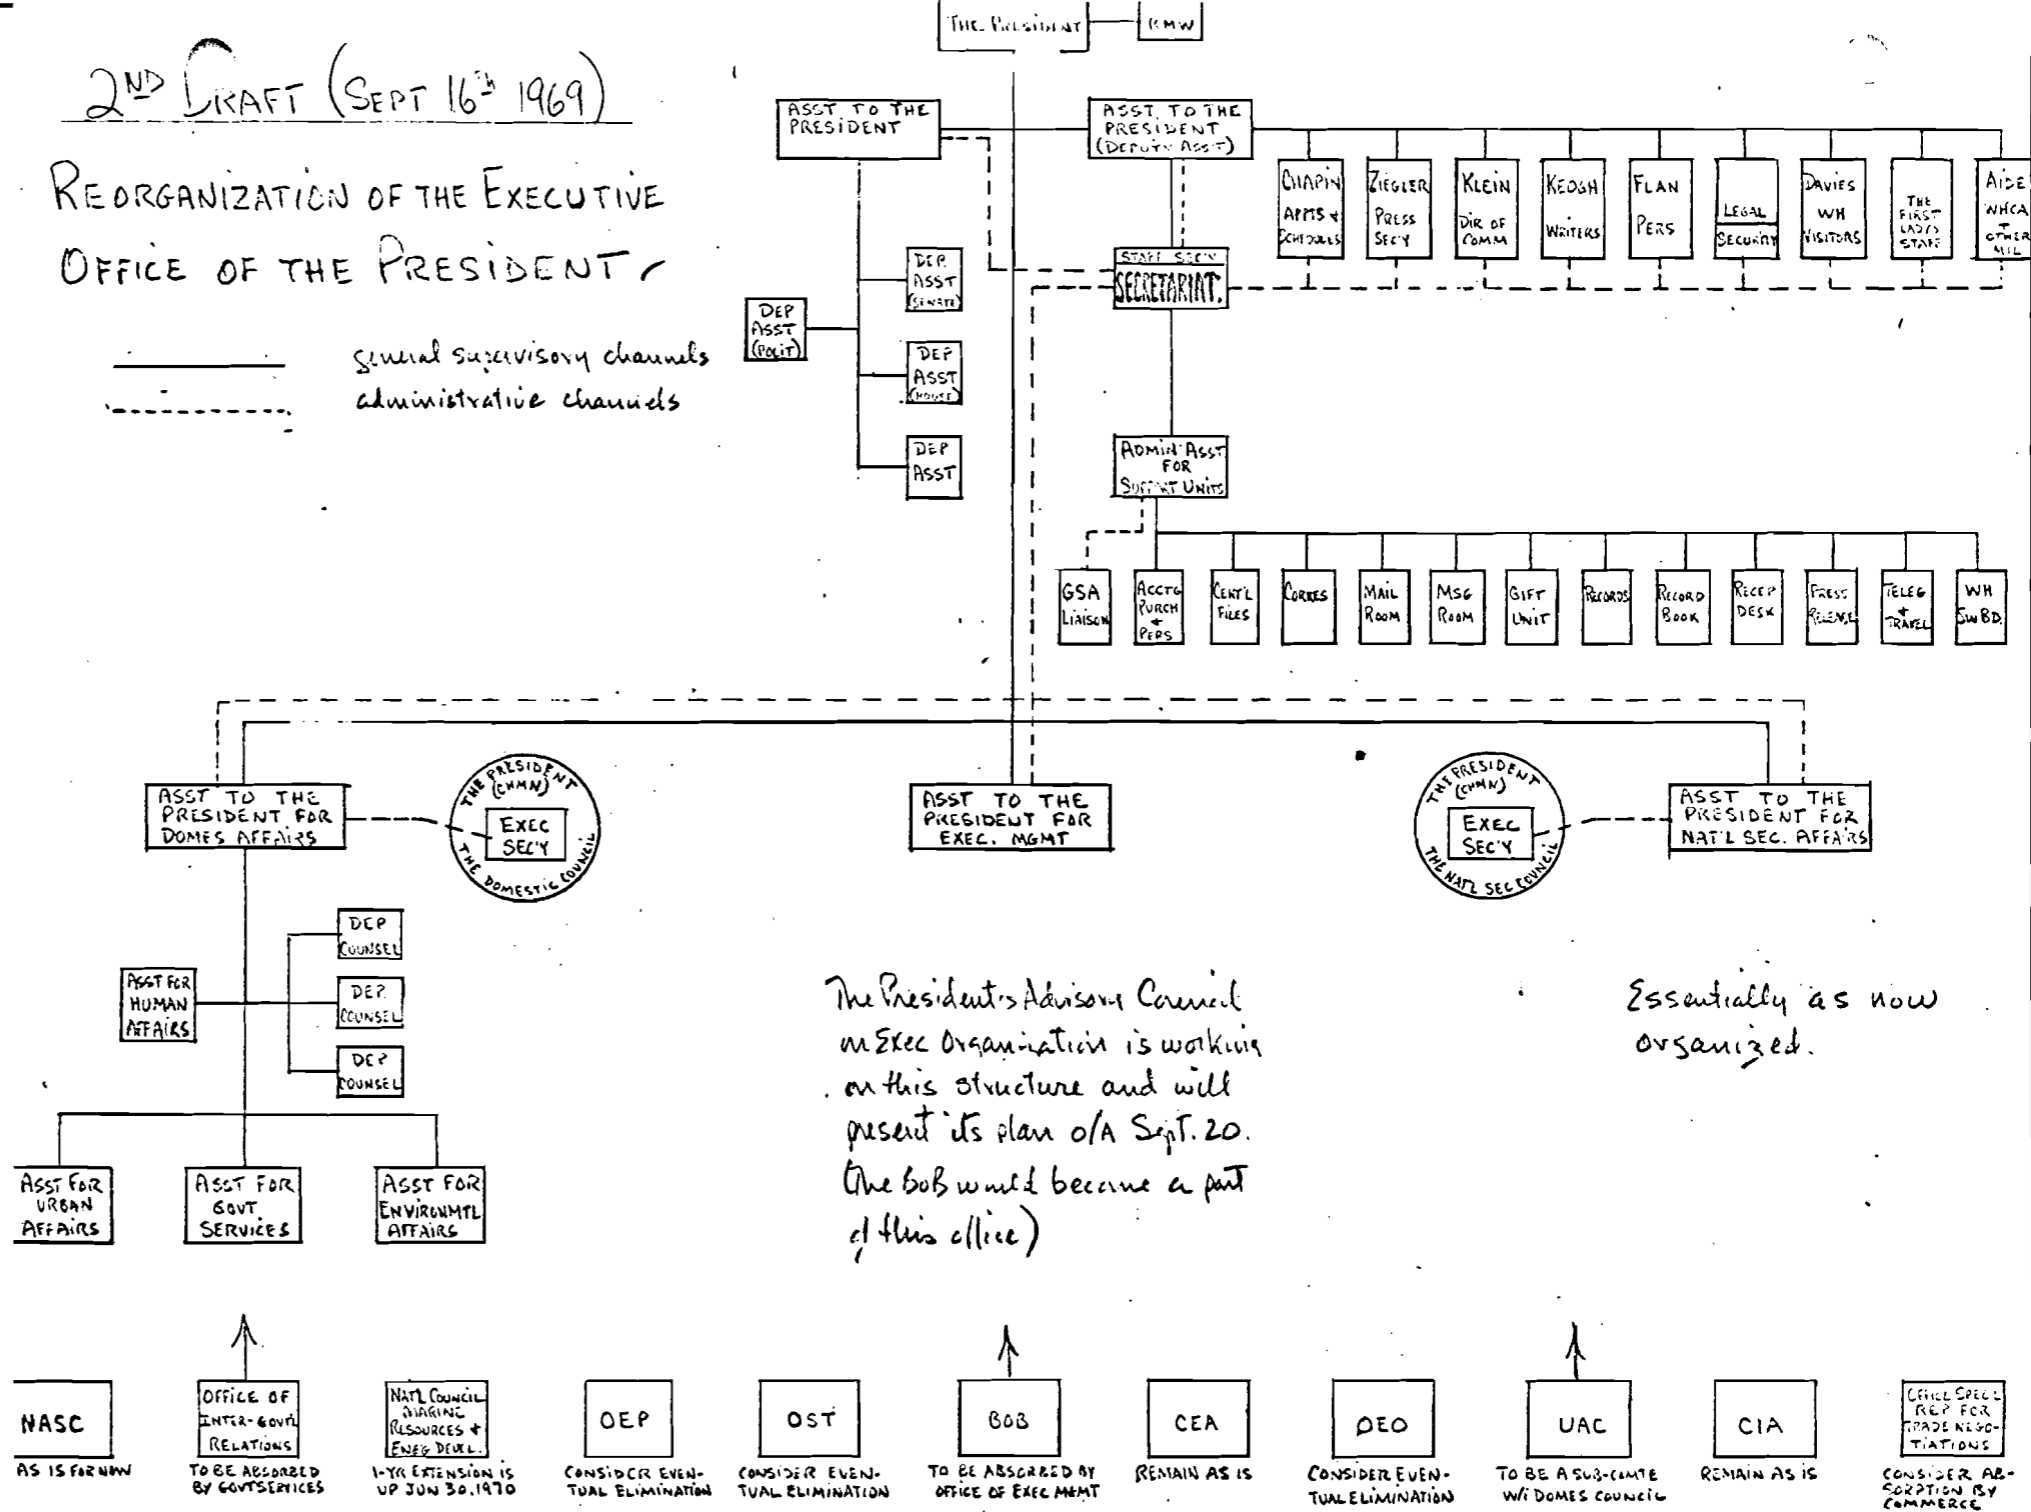 THE PRESIDENT
RMW
2ND DRAFT (SEPT 16th 1969)
REORGANIZATION OF THE EXECUTIVE
OFFICE OF THE PRESIDENT
general supervisory channels
administrative channels
ASST TO THE
PRESIDENT
ASST. TO THE
PRESIDENT
(DEPUTY ASST)
CHAPIN
APPTS +
SCHEDULES
ZIEGLER
PRESS
SEC'Y
KLEIN
DIR OF
COMM
KEOGH
WRITERS
FLAN
PERS
LEGAL
SECURITY
DAVIES
WH
VISITORS
THE
FIRST
LADY'S
STAFF
AIDE
WHCA
+
OTHER
MIL
DEP
ASST
(POLIT)
DEP.
ASST
(SENATE)
DEP
ASST
(HOUSE)
DEP
ASST
STAFF SEC'Y
SECRETARIAT.
ADMIN ASST
FOR
SUPPORT UNITS
GSA
LIAISON
ACCTG
PURCH
+
PERS
CENT'L
FILES
CORRES
MAIL
ROOM
MSG
ROOM
GIFT
UNIT
RECORDS
RECORD
BOOK
RECEP
DESK
PRESS
RELEASE
TELEG
+
TRAVEL
WH
SWBD.
ASST TO THE
PRESIDENT FOR
DOMES AFFAIRS
THE PRESIDENT
(CHMN)
EXEC
SEC'Y
THE DOMESTIC COUNCIL
ASST TO THE
PRESIDENT FOR
EXEC. MGMT
THE PRESIDENT
(CHMN)
EXEC
SEC'Y
THE NAT'L SEC COUNCIL
ASST TO THE
PRESIDENT FOR
NAT'L SEC. AFFAIRS
ASST FOR
HUMAN
AFFAIRS
DEP
COUNSEL
DEP.
COUNSEL
DEP
COUNSEL
ASST FOR
URBAN
AFFAIRS
ASST FOR
GOVT
SERVICES
ASST FOR
ENVIRONMTL
AFFAIRS
The President's Advisory Council
on Exec Organization is working
on this structure and will
present its plan o/A Sept. 20.
(The BoB would become a part
of this office)
Essentially as now
organized.
NASC
AS IS FOR NOW
OFFICE OF
INTER-GOVT'L
RELATIONS
TO BE ABSORBED
BY GOVT SERVICES
NAT'L COUNCIL
MARINE
RESOURCES +
ENEG DEVEL.
1-YR EXTENSION IS
UP JUN 30, 1970
OEP
CONSIDER EVEN-
TUAL ELIMINATION
OST
CONSIDER EVEN-
TUAL ELIMINATION
BOB
TO BE ABSORBED BY
OFFICE OF EXEC MGMT
CEA
REMAIN AS IS
OEO
CONSIDER EVEN-
TUAL ELIMINATION
UAC
TO BE A SUB-COMTE
W/I DOMES COUNCIL
CIA
REMAIN AS IS
OFFICE SPEC'L
REP FOR
TRADE NEGO-
TIATIONS
CONSIDER AB-
SORPTION BY
COMMERCE